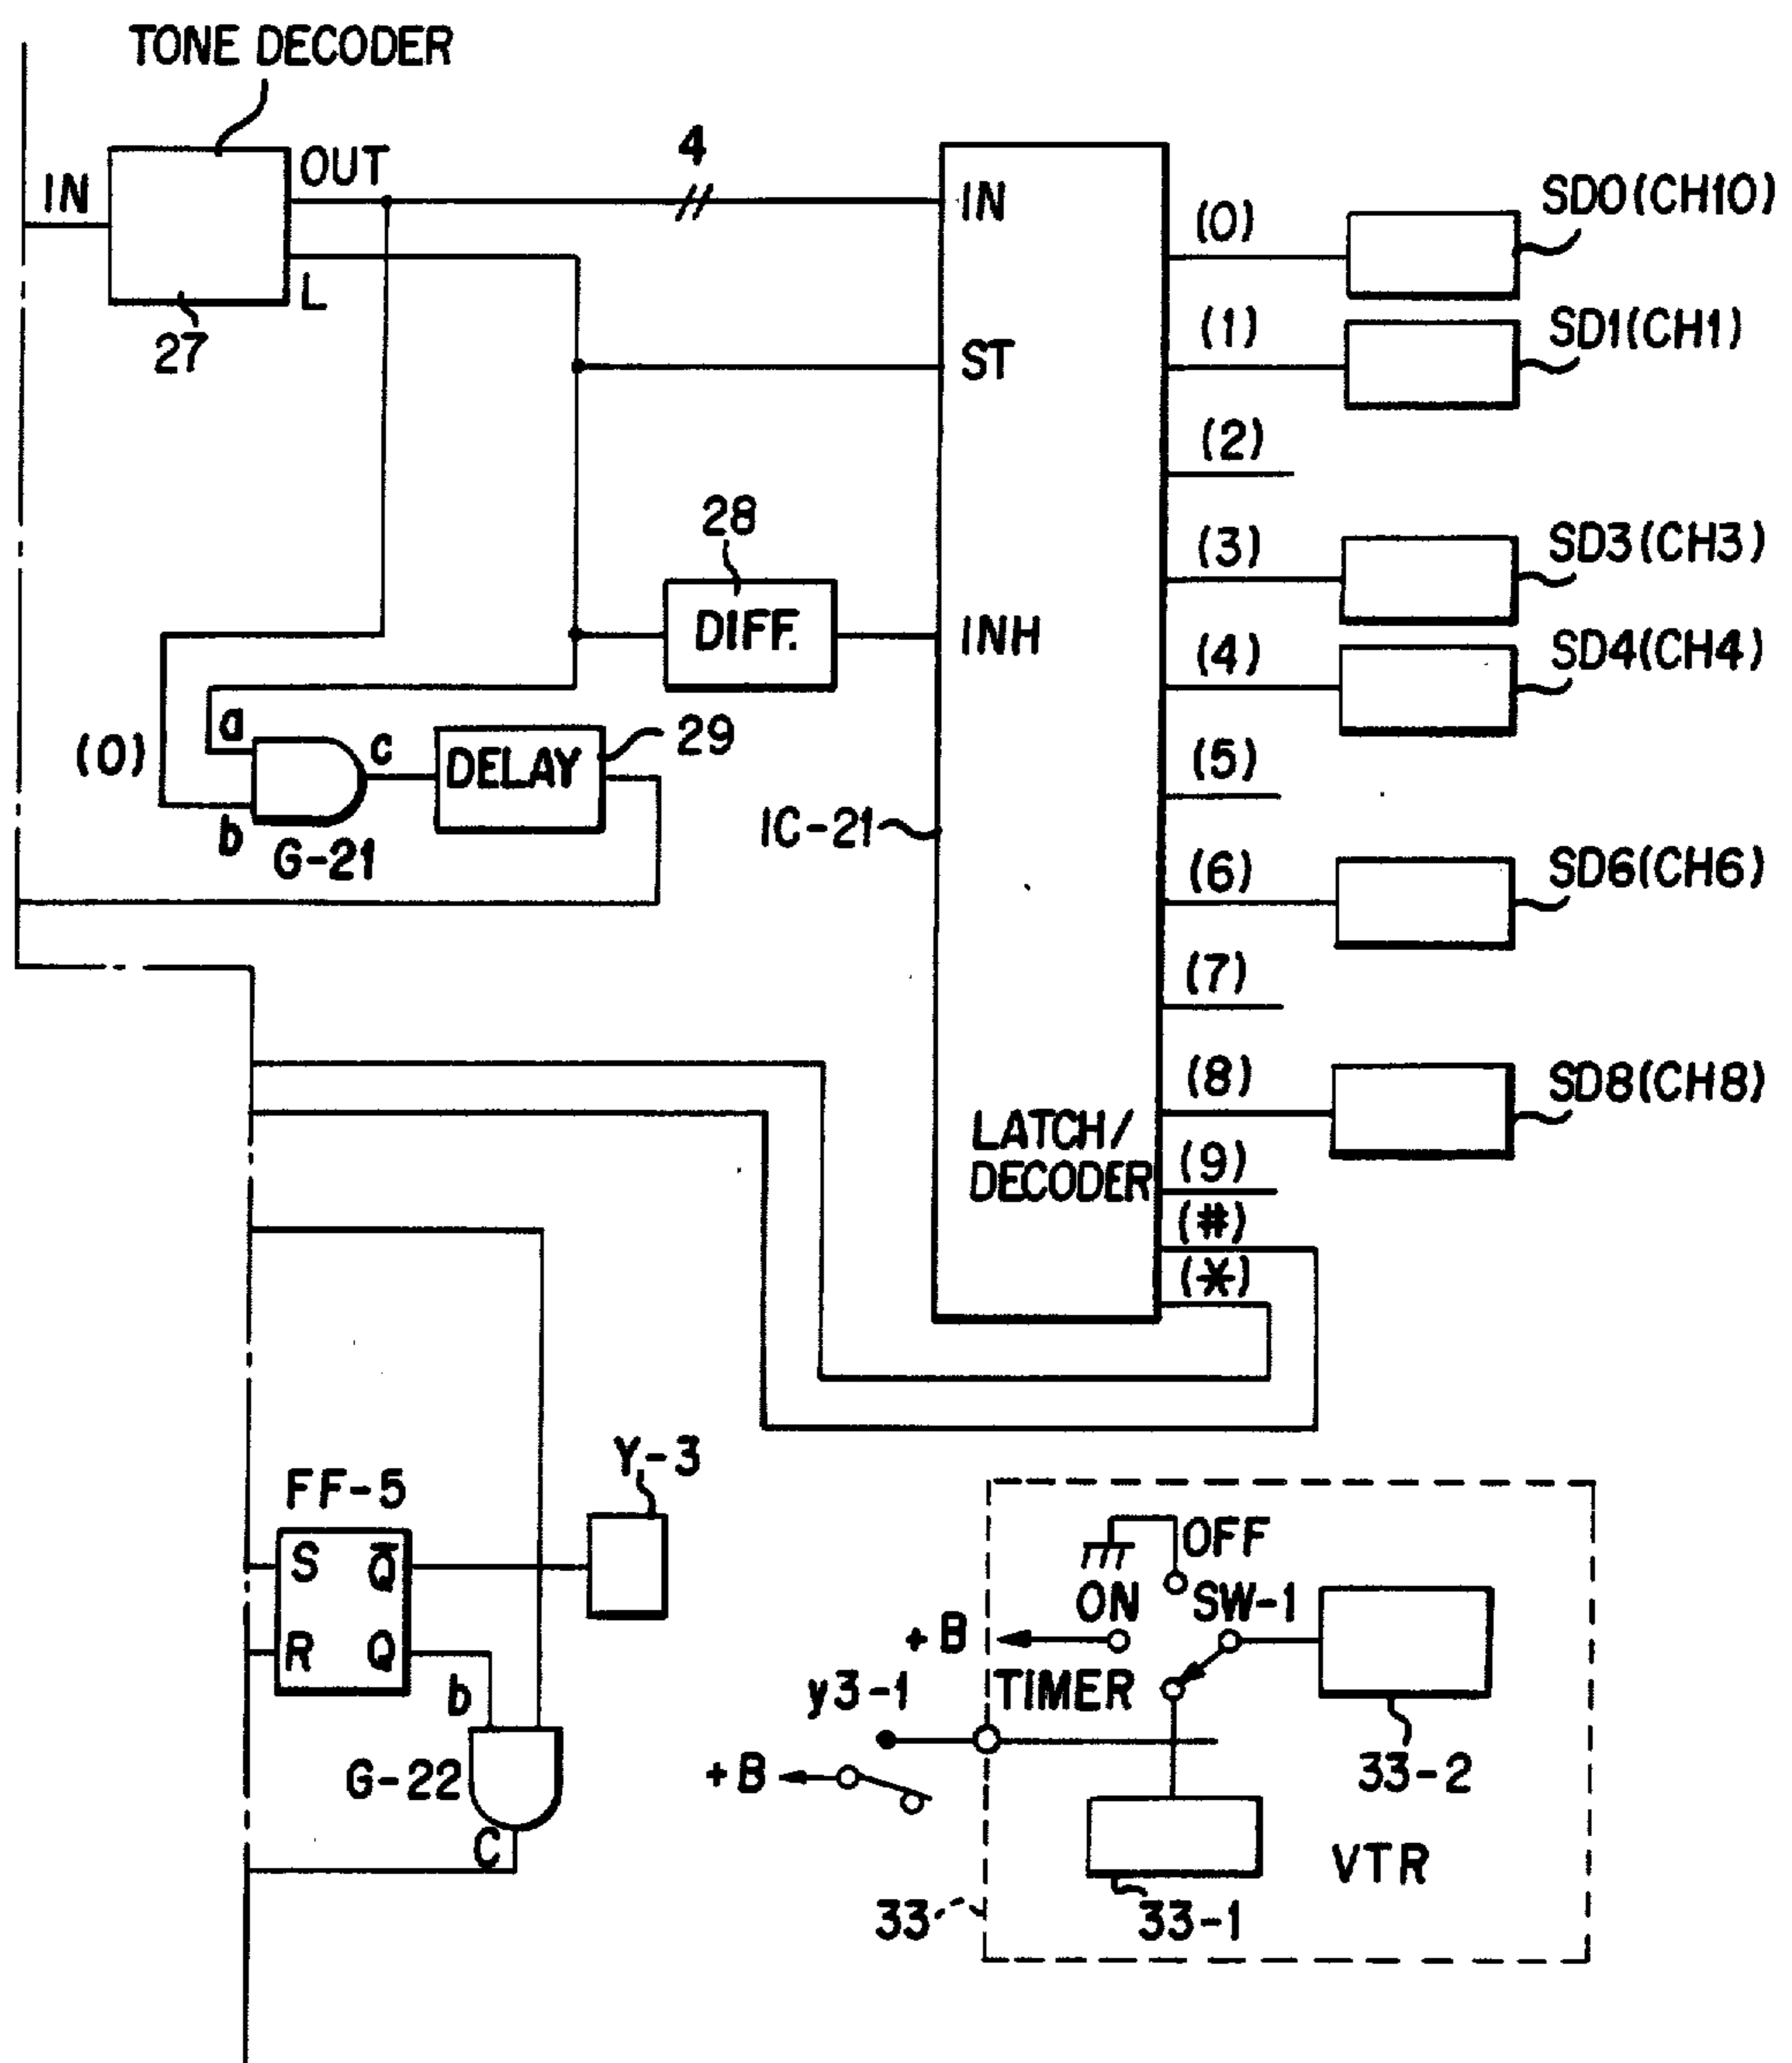 TONE DECODER
IN
OUT
L
27
4
IN
ST
INH
28
DIFF.
(0)
a
b
c
G-21
DELAY
29
IC-21
LATCH/
DECODER
(0)
SD0(CH10)
(1)
SD1(CH1)
(2)
(3)
SD3(CH3)
(4)
SD4(CH4)
(5)
(6)
SD6(CH6)
(7)
(8)
SD8(CH8)
(9)
(#)
(*)
FF-5
S
Q̅
R
Q
Y-3
b
G-22
C
OFF
ON
SW-1
+B
TIMER
y3-1
+B
33-2
33-1
VTR
33